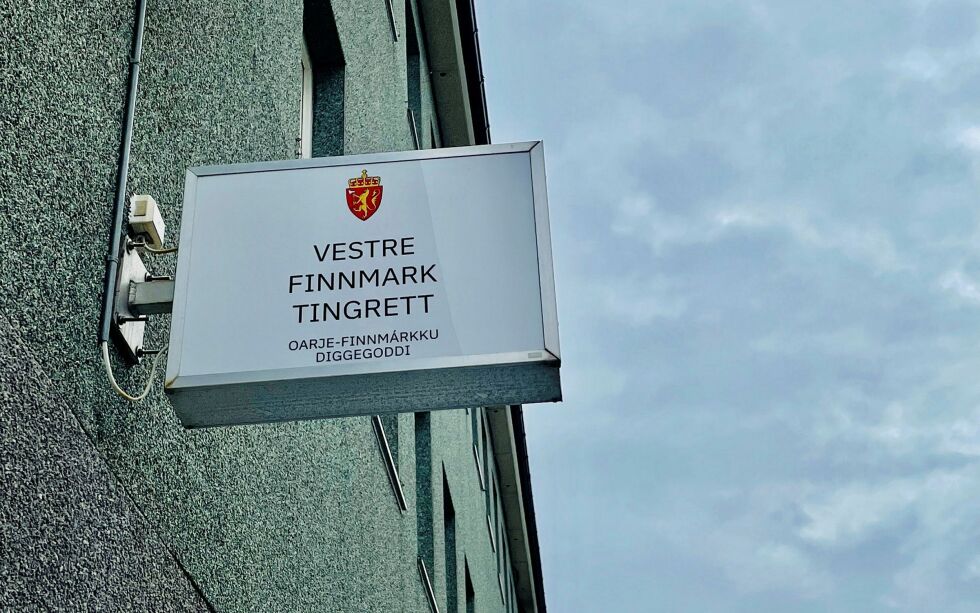 VESTRE
FINNMARK
TINGRETT
OARJE-FINNMÁRKKU
DIGGEGODDI